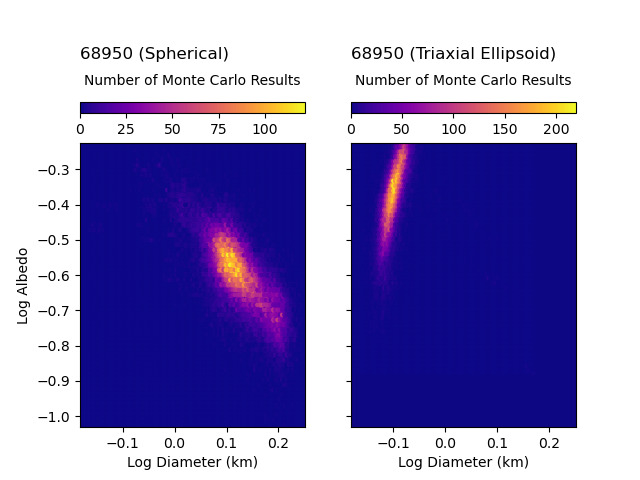 68950 (Spherical)
Number of Monte Carlo Results
0 25 50 75 100
−0.3
−0.4
−0.5
−0.6
−0.7
−0.8
−0.9
−1.0
Log Albedo
−0.1 0.0 0.1 0.2
Log Diameter (km)
68950 (Triaxial Ellipsoid)
Number of Monte Carlo Results
0 50 100 150 200
−0.1 0.0 0.1 0.2
Log Diameter (km)